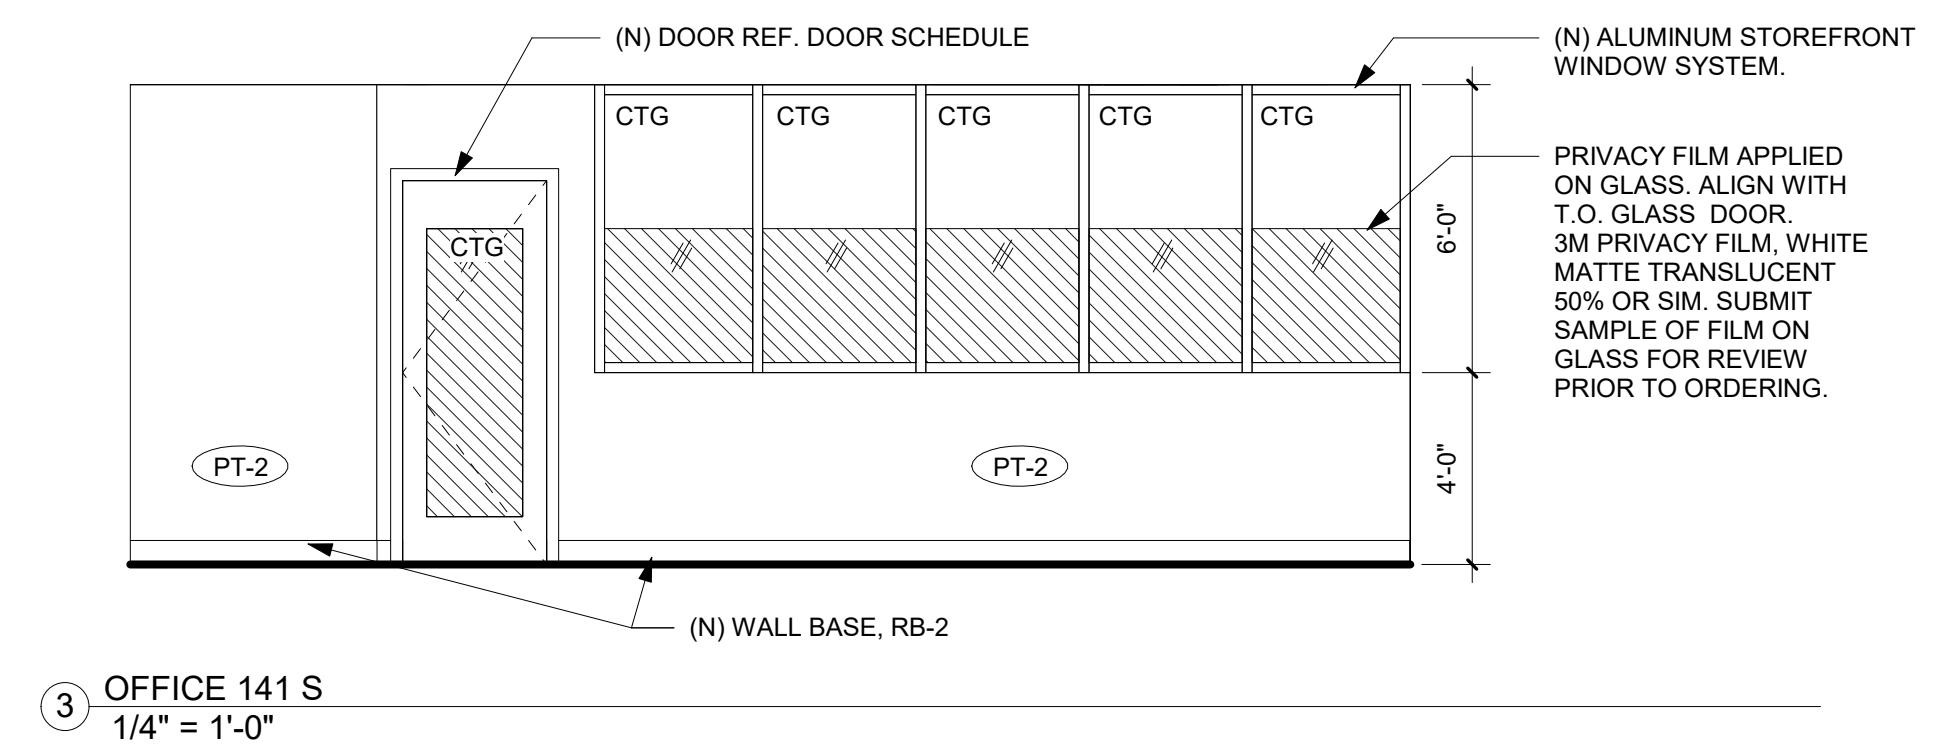 (N) DOOR REF. DOOR SCHEDULE
(N) ALUMINUM STOREFRONT
WINDOW SYSTEM.
CTG
CTG
CTG
CTG
CTG
PRIVACY FILM APPLIED
ON GLASS. ALIGN WITH
T.O. GLASS DOOR.
3M PRIVACY FILM, WHITE
MATTE TRANSLUCENT
50% OR SIM. SUBMIT
SAMPLE OF FILM ON
GLASS FOR REVIEW
PRIOR TO ORDERING.
6'-0"
CTG
PT-2
PT-2
4'-0"
(N) WALL BASE, RB-2
3
OFFICE 141 S
1/4" = 1'-0"